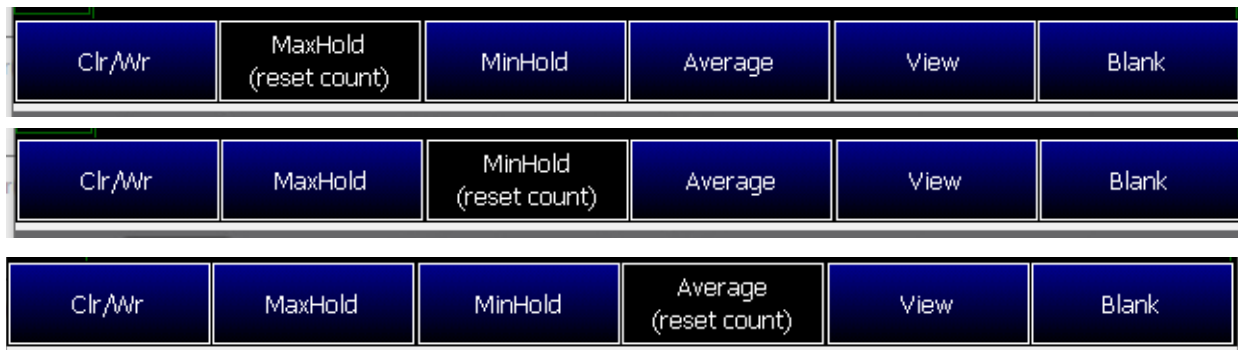 Clr/Wr
MaxHold
(reset count)
MinHold
Average
View
Blank
Clr/Wr
MaxHold
MinHold
(reset count)
Average
View
Blank
Clr/Wr
MaxHold
MinHold
Average
(reset count)
View
Blank